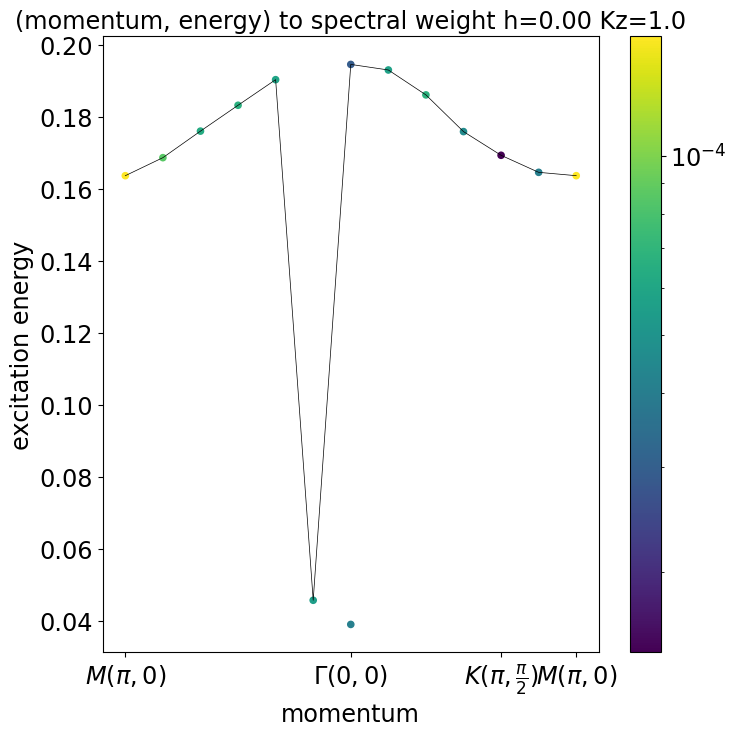 (momentum, energy) to spectral weight h=0.00 Kz=1.0
0.20
0.18
0.16
0.14
0.12
0.10
0.08
0.06
0.04
excitation energy
M(π, 0)
Γ(0, 0)
K(π, π/2)
M(π, 0)
momentum
10⁻⁴